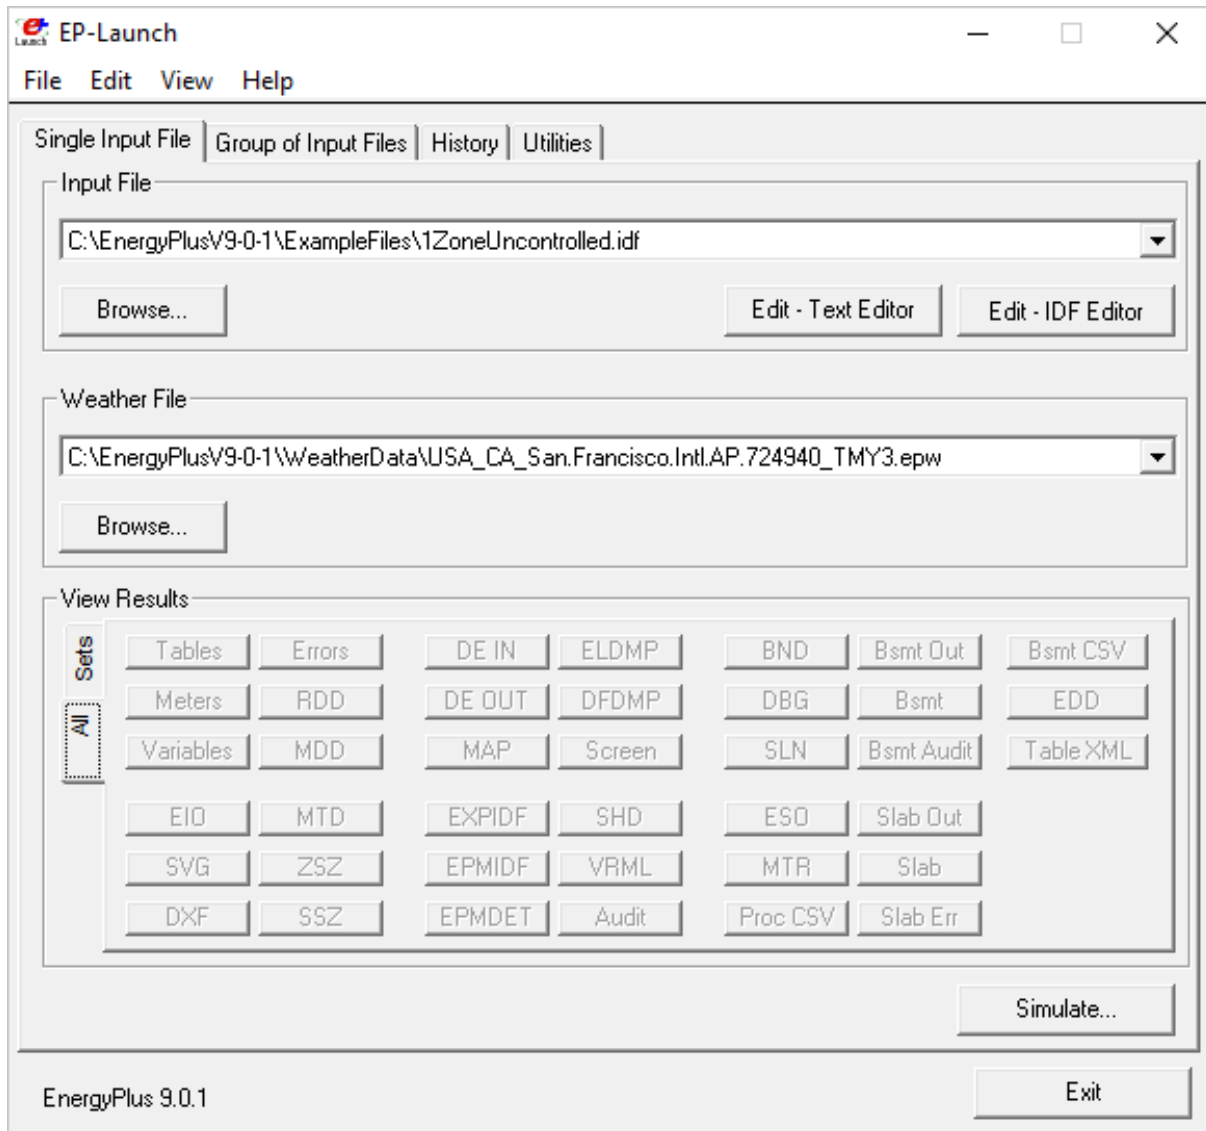 EP-Launch
File Edit View Help
Single Input File Group of Input Files History Utilities
Input File
C:\EnergyPlusV9-0-1\ExampleFiles\1ZoneUncontrolled.idf
Browse... Edit - Text Editor Edit - IDF Editor
Weather File
C:\EnergyPlusV9-0-1\WeatherData\USA_CA_San.Francisco.Intl.AP.724940_TMY3.epw
Browse...
View Results
Sets
All
Tables Errors DE IN ELDMP BND Bsmt Out Bsmt CSV
Meters RDD DE OUT DFDMP DBG Bsmt EDD
Variables MDD MAP Screen SLN Bsmt Audit Table XML
EIO MTD EXPIDF SHD ESO Slab Out
SVG ZSZ EPMIDF VRML MTR Slab
DXF SSZ EPMDET Audit Proc CSV Slab Err
Simulate...
EnergyPlus 9.0.1 Exit